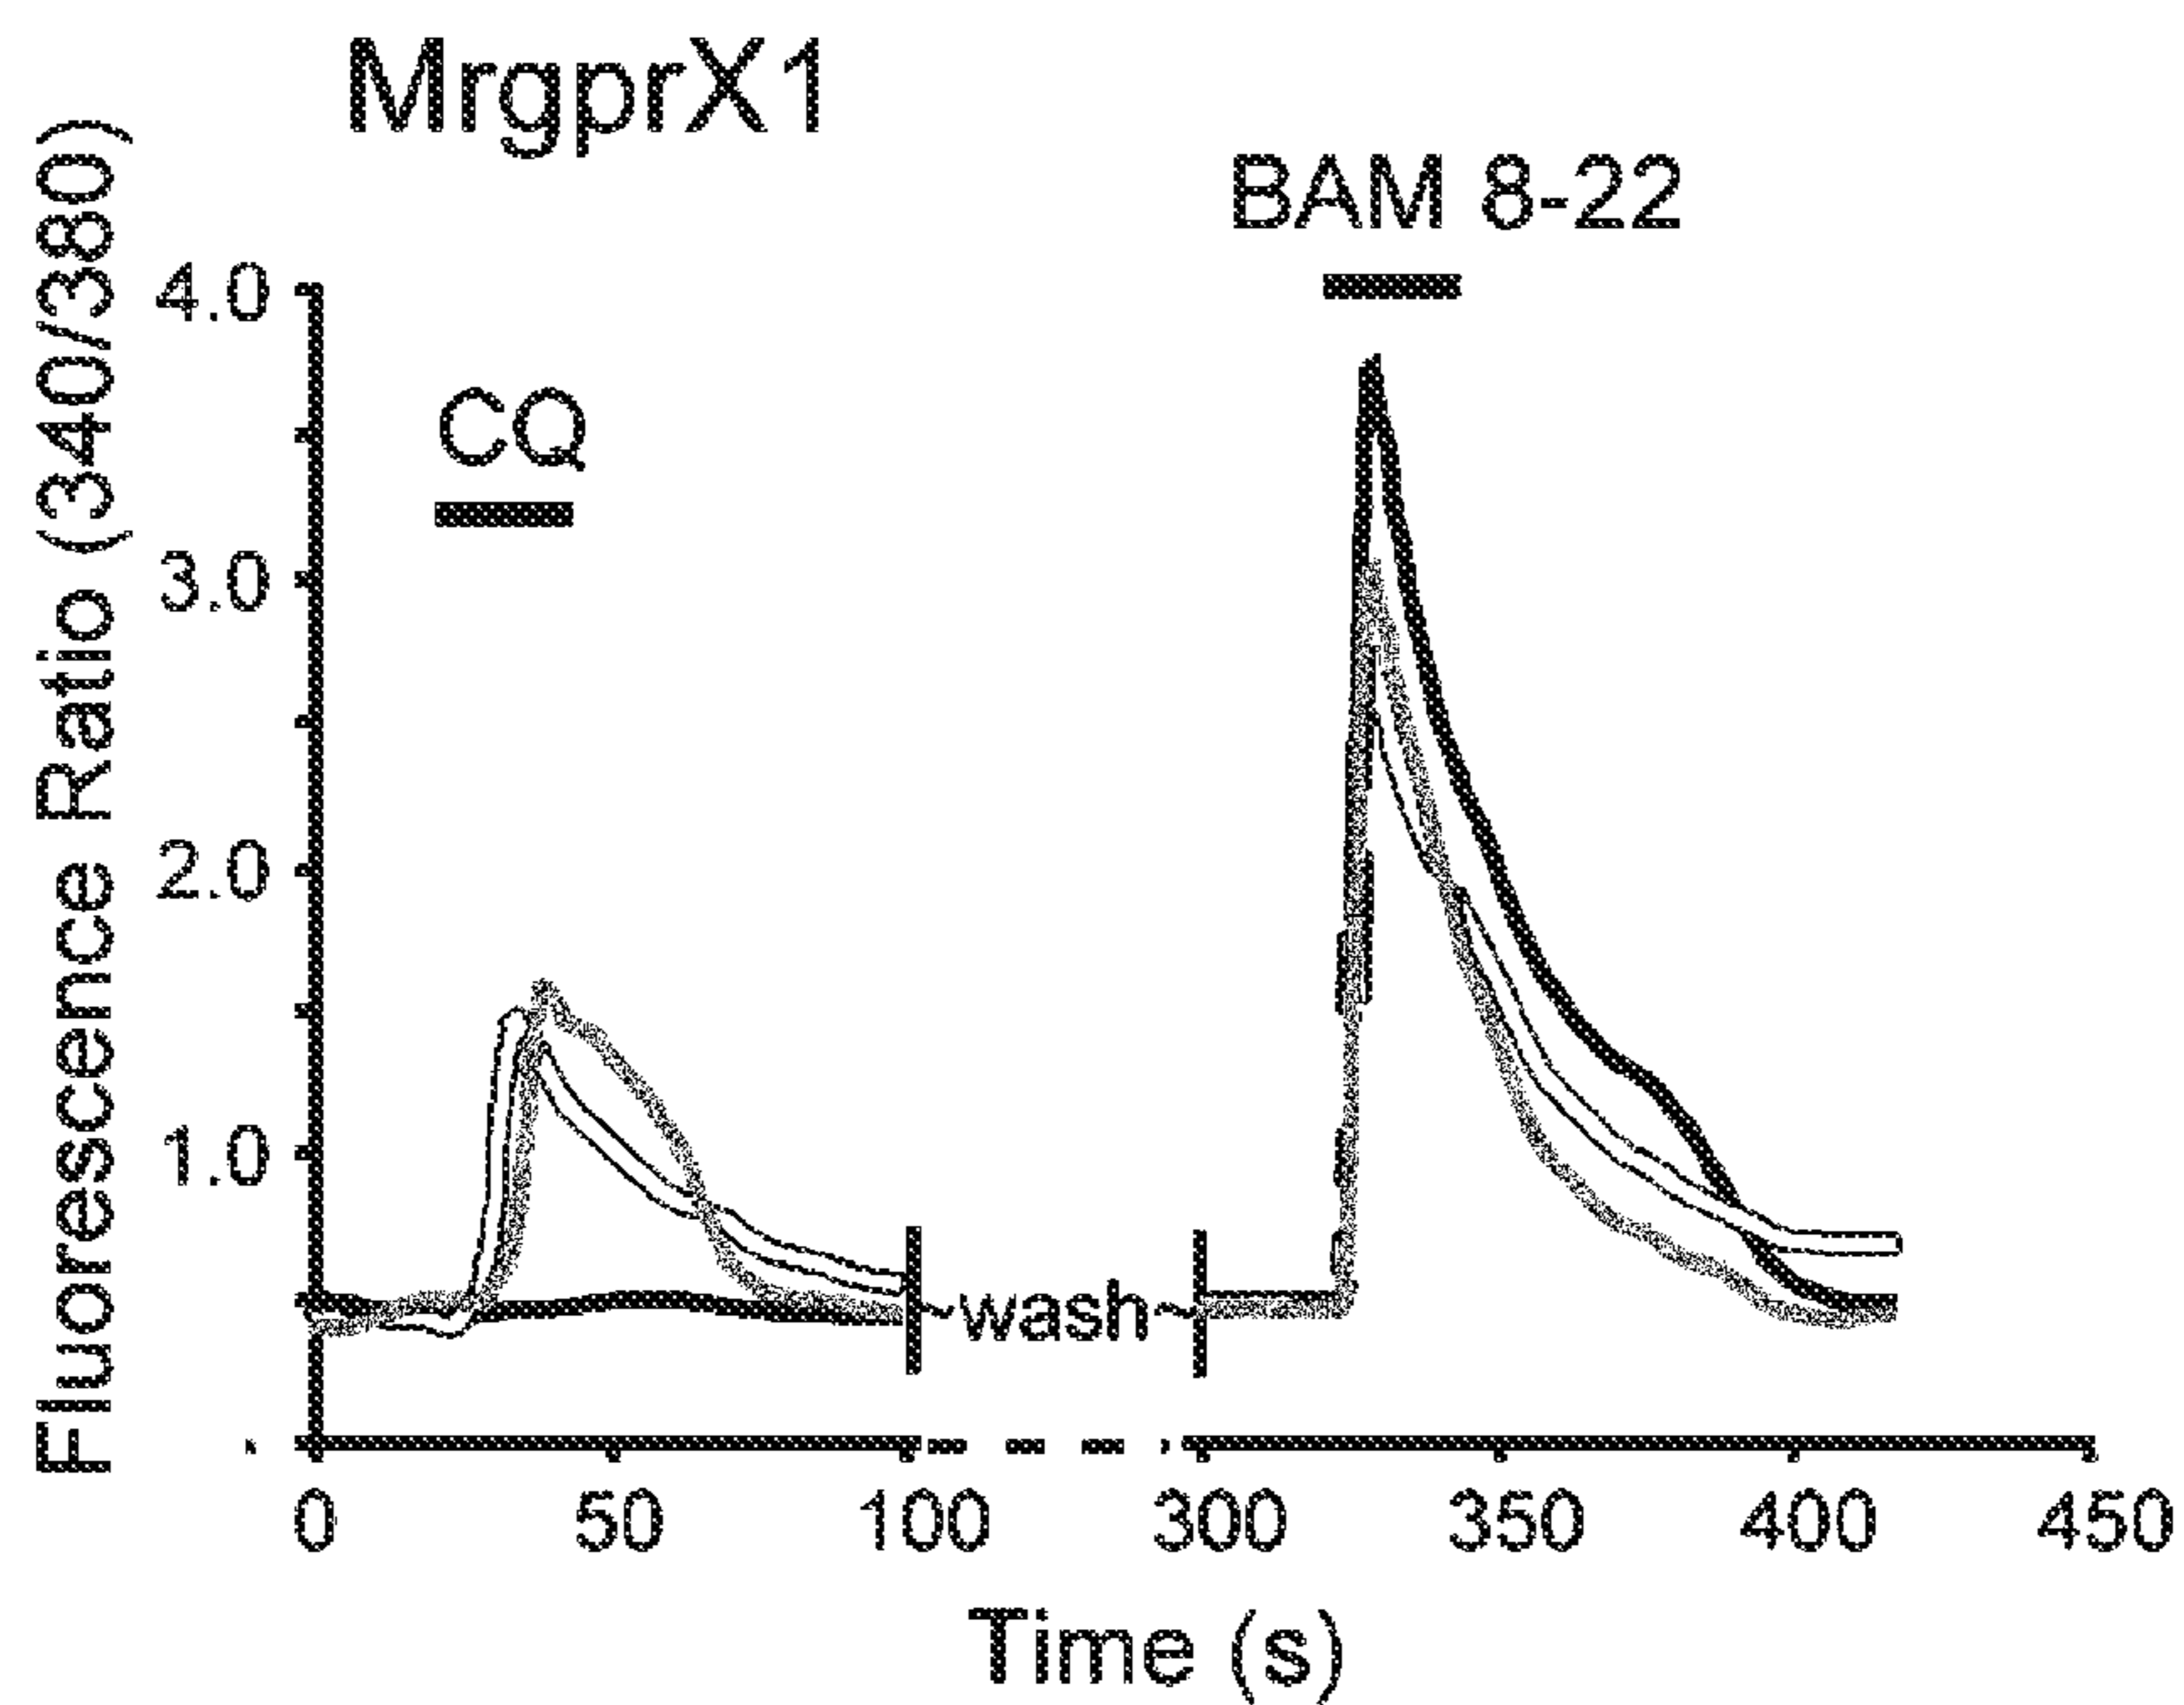 MrgprX1
BAM 8-22
CQ
Fluorescence Ratio (340/380)
4.0
3.0
2.0
1.0
~wash~
0 50 100 300 350 400 450
Time (s)